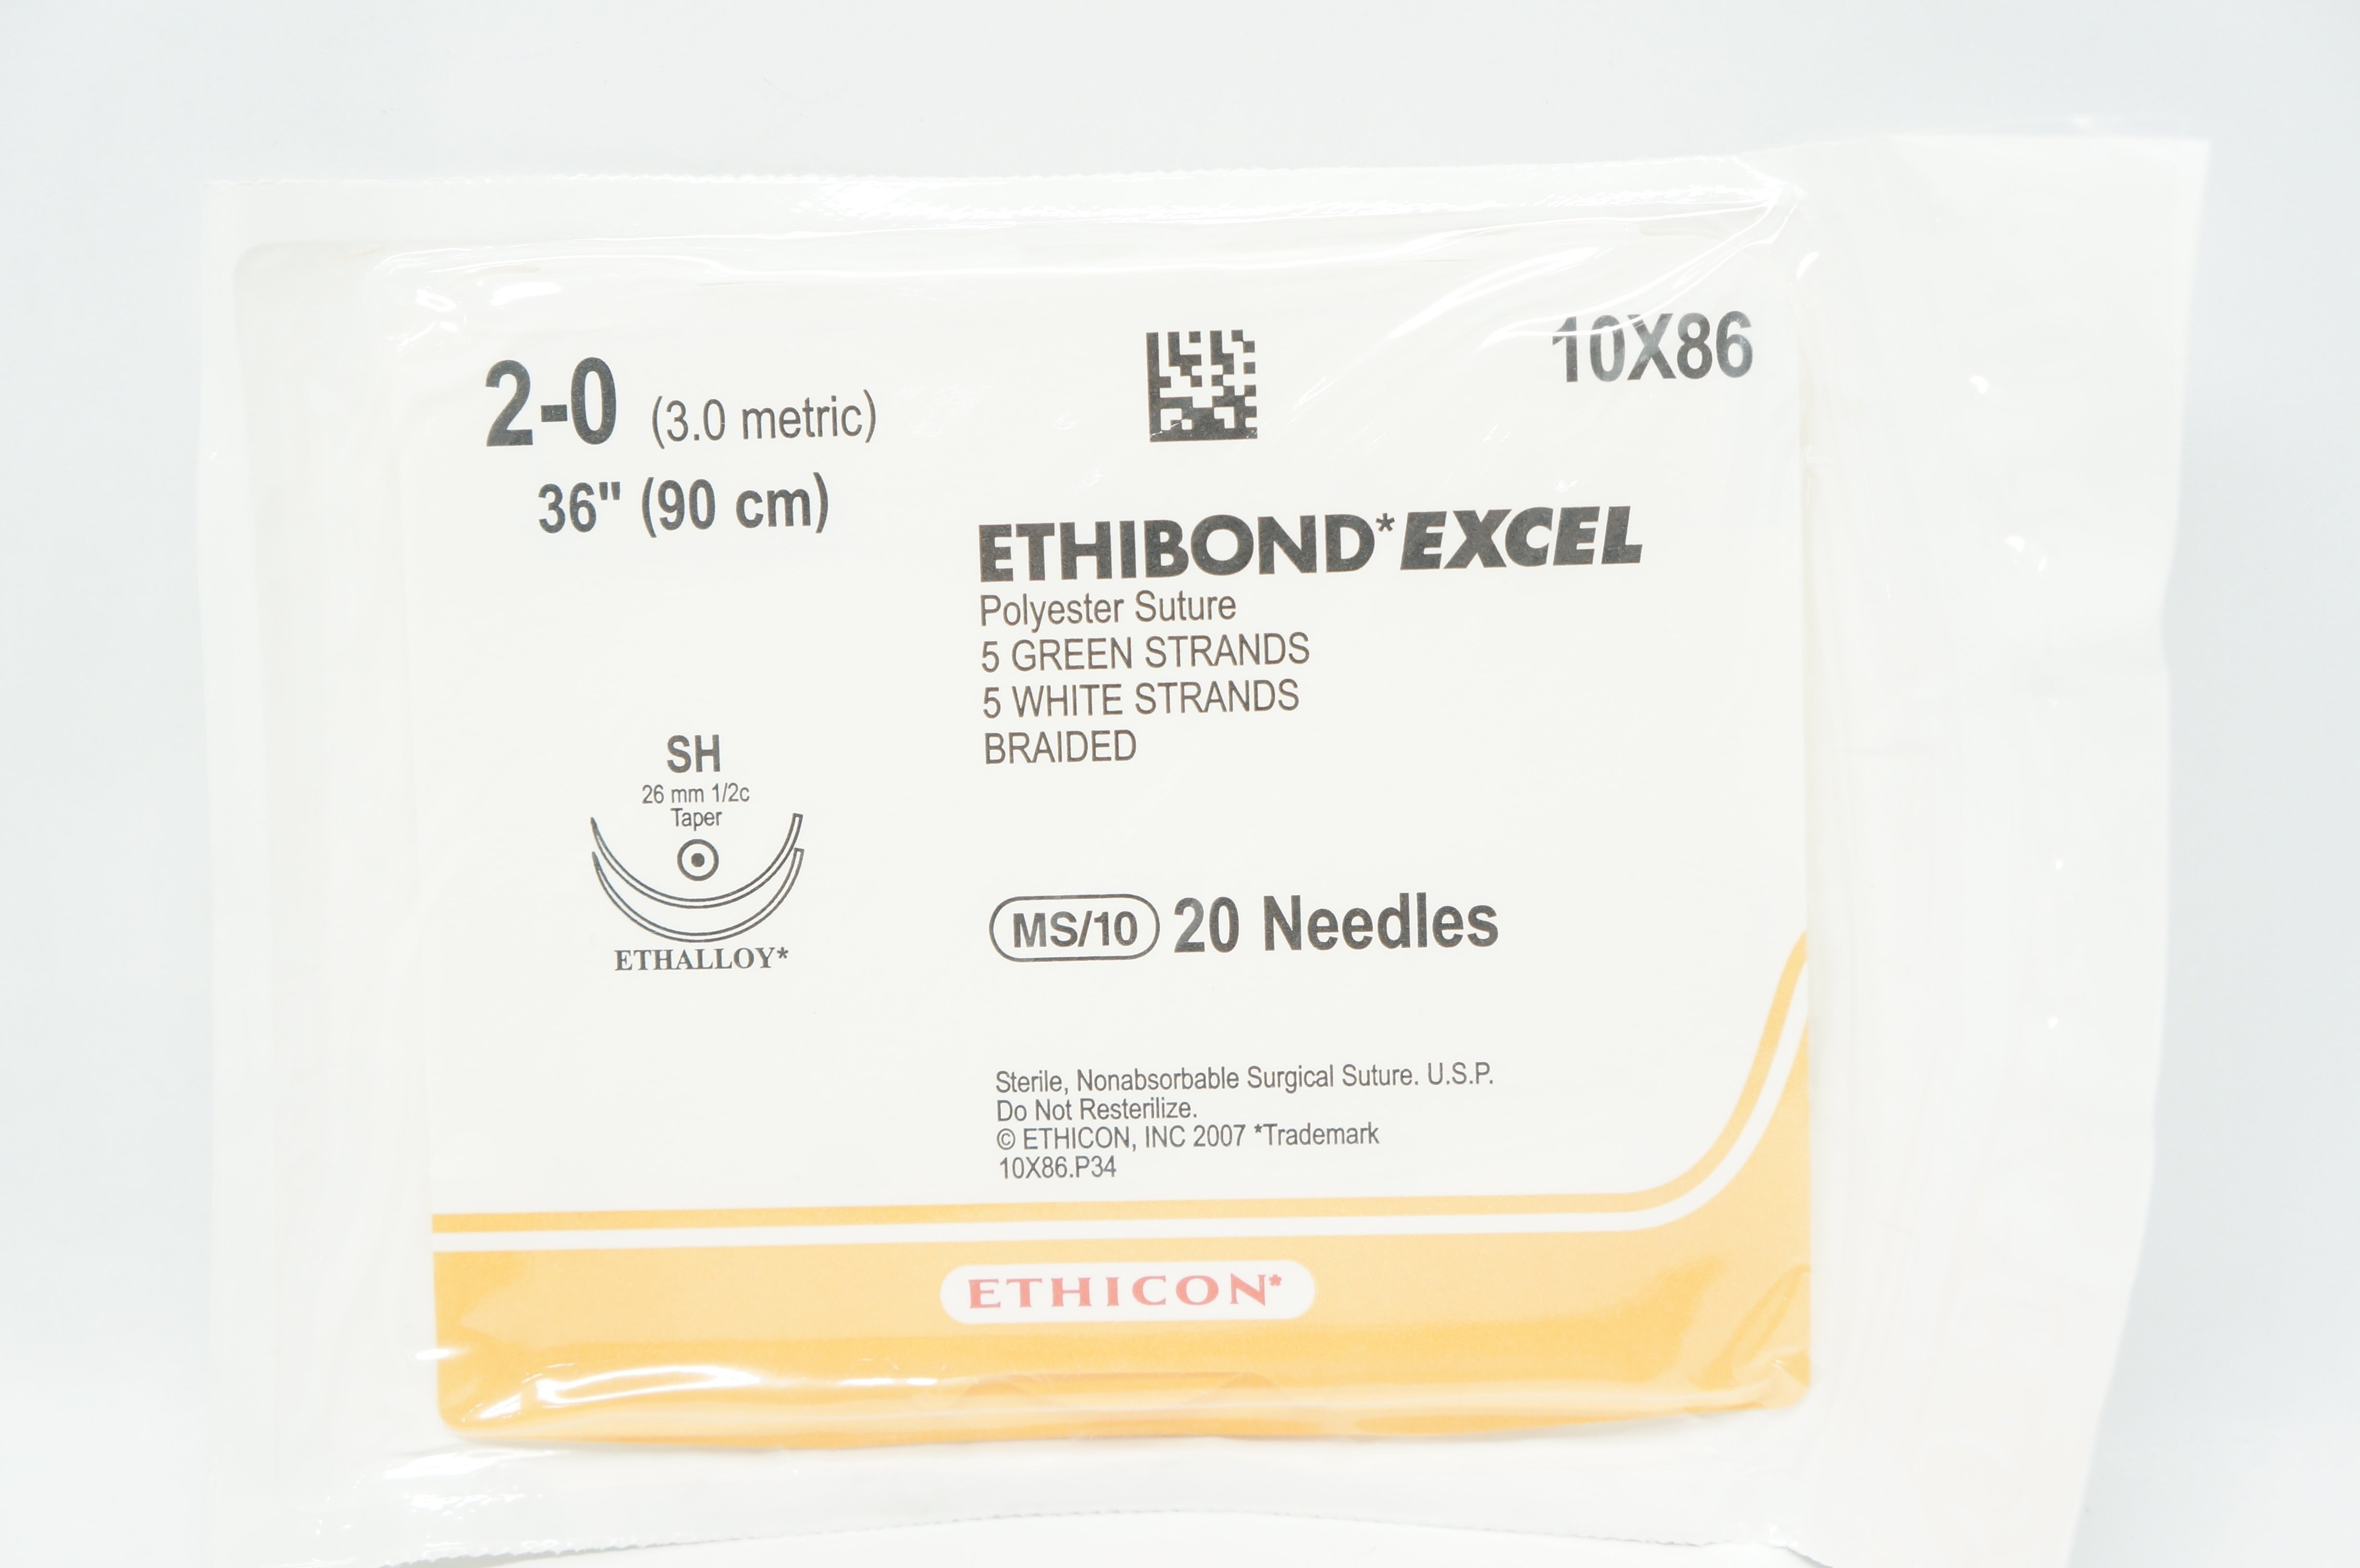 10X86
2-0 (3.0 metric)
36" (90 cm)
ETHIBOND*EXCEL
Polyester Suture
5 GREEN STRANDS
5 WHITE STRANDS
BRAIDED
SH
26 mm 1/2c
Taper
ETHALLOY*
MS/10 20 Needles
Sterile, Nonabsorbable Surgical Suture. U.S.P.
Do Not Resterilize.
© ETHICON, INC 2007 *Trademark
10X86.P34
ETHICON*